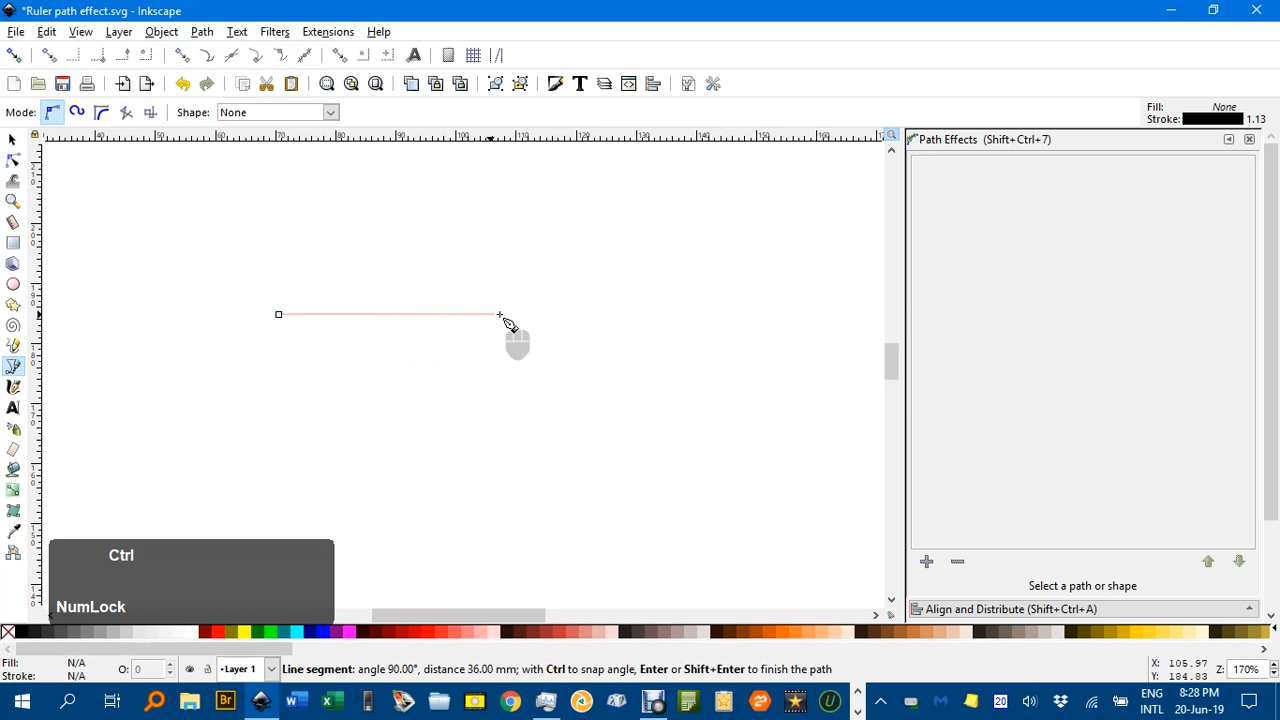 *Ruler path effect.svg - Inkscape
File Edit View Layer Object Path Text Filters Extensions Help
Mode: Shape: None
Fill: None
Stroke: 1.13
Path Effects (Shift+Ctrl+7)
Select a path or shape
Align and Distribute (Shift+Ctrl+A)
Ctrl
NumLock
Fill: N/A
Stroke: N/A
O: 0
Layer 1
Line segment: angle 90.00°, distance 36.00 mm; with Ctrl to snap angle, Enter or Shift+Enter to finish the path
X: 105.97
Y: 184.83
Z: 170%
20
ENG
INTL
8:28 PM
20-Jun-19